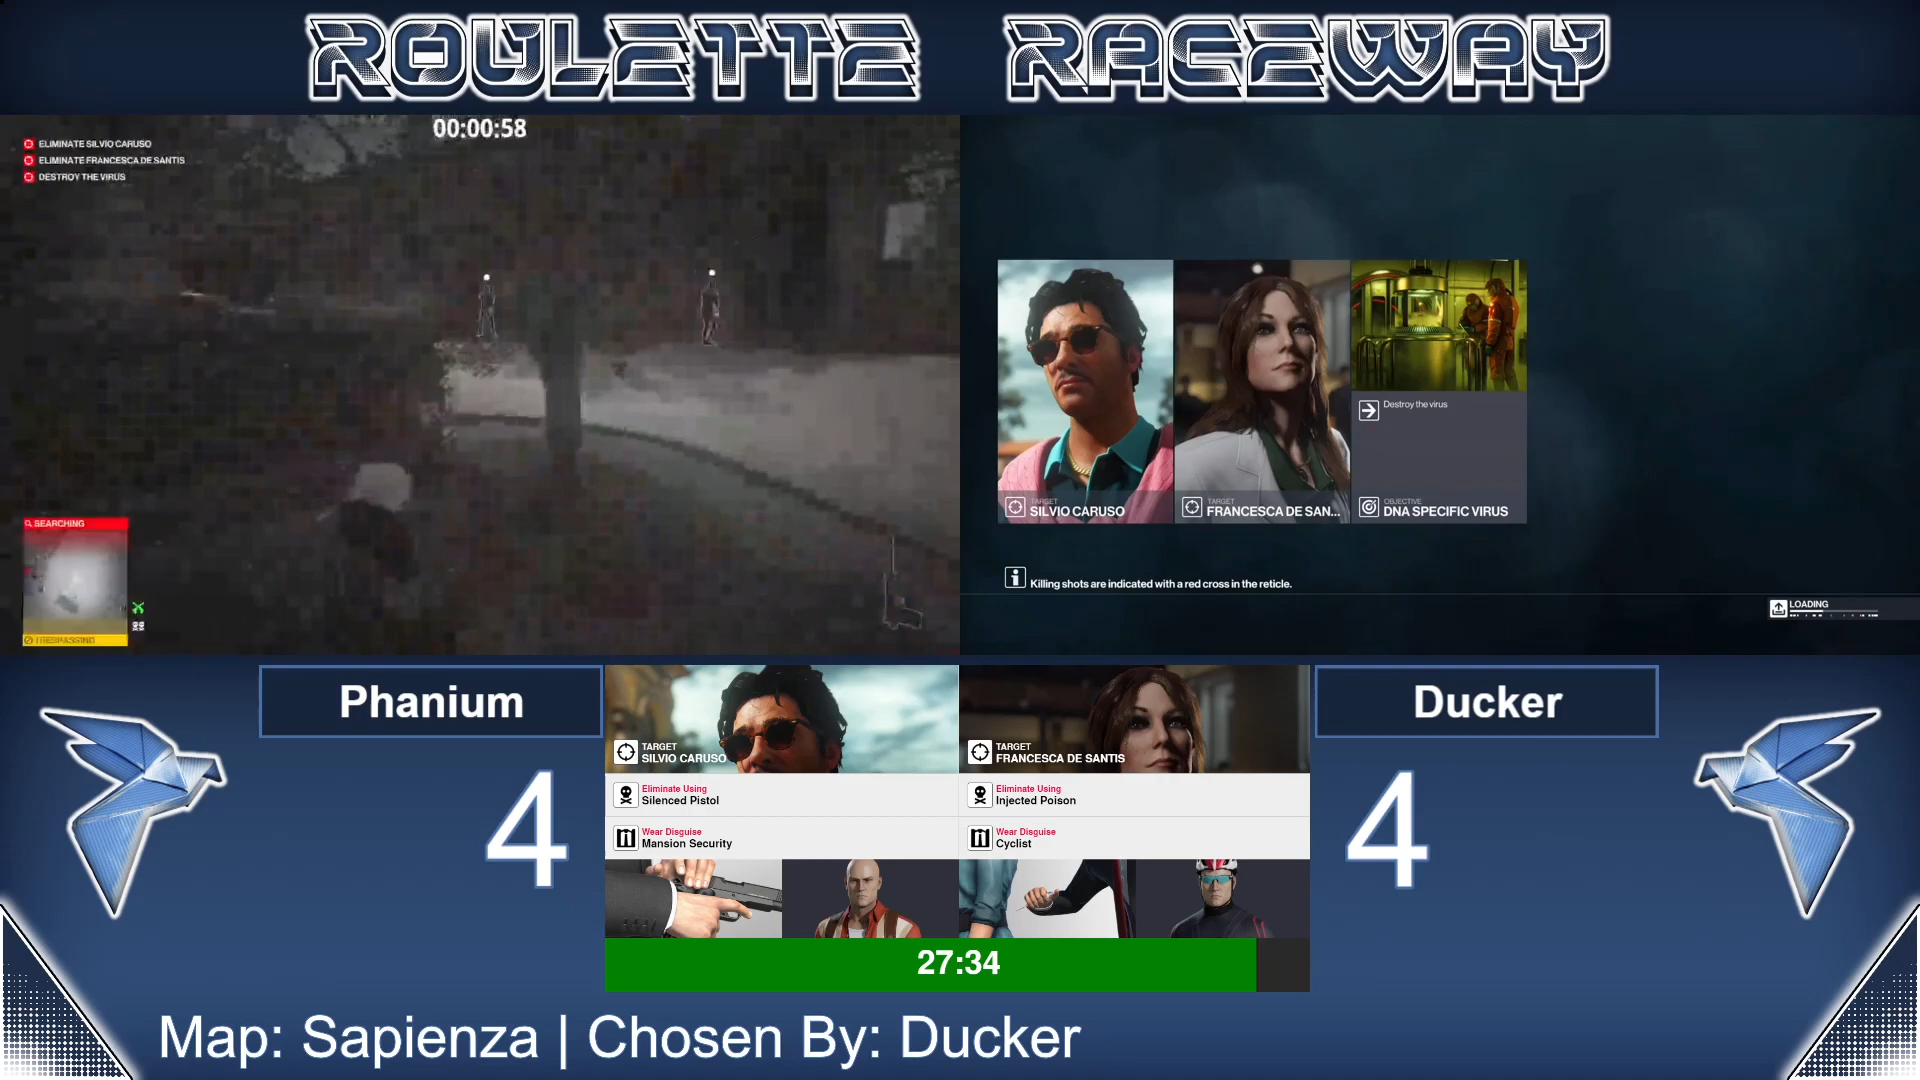 ROULETTE RACEWAY
00:00:58
ELIMINATE SILVIO CARUSO
ELIMINATE FRANCESCA DE SANTIS
DESTROY THE VIRUS
SEARCHING
TRESPASSING
Destroy the virus
TARGET
SILVIO CARUSO
TARGET
FRANCESCA DE SAN...
OBJECTIVE
DNA SPECIFIC VIRUS
Killing shots are indicated with a red cross in the reticle.
LOADING
Phanium
4
TARGET
SILVIO CARUSO
Eliminate Using
Silenced Pistol
Wear Disguise
Mansion Security
TARGET
FRANCESCA DE SANTIS
Eliminate Using
Injected Poison
Wear Disguise
Cyclist
27:34
Ducker
4
Map: Sapienza | Chosen By: Ducker